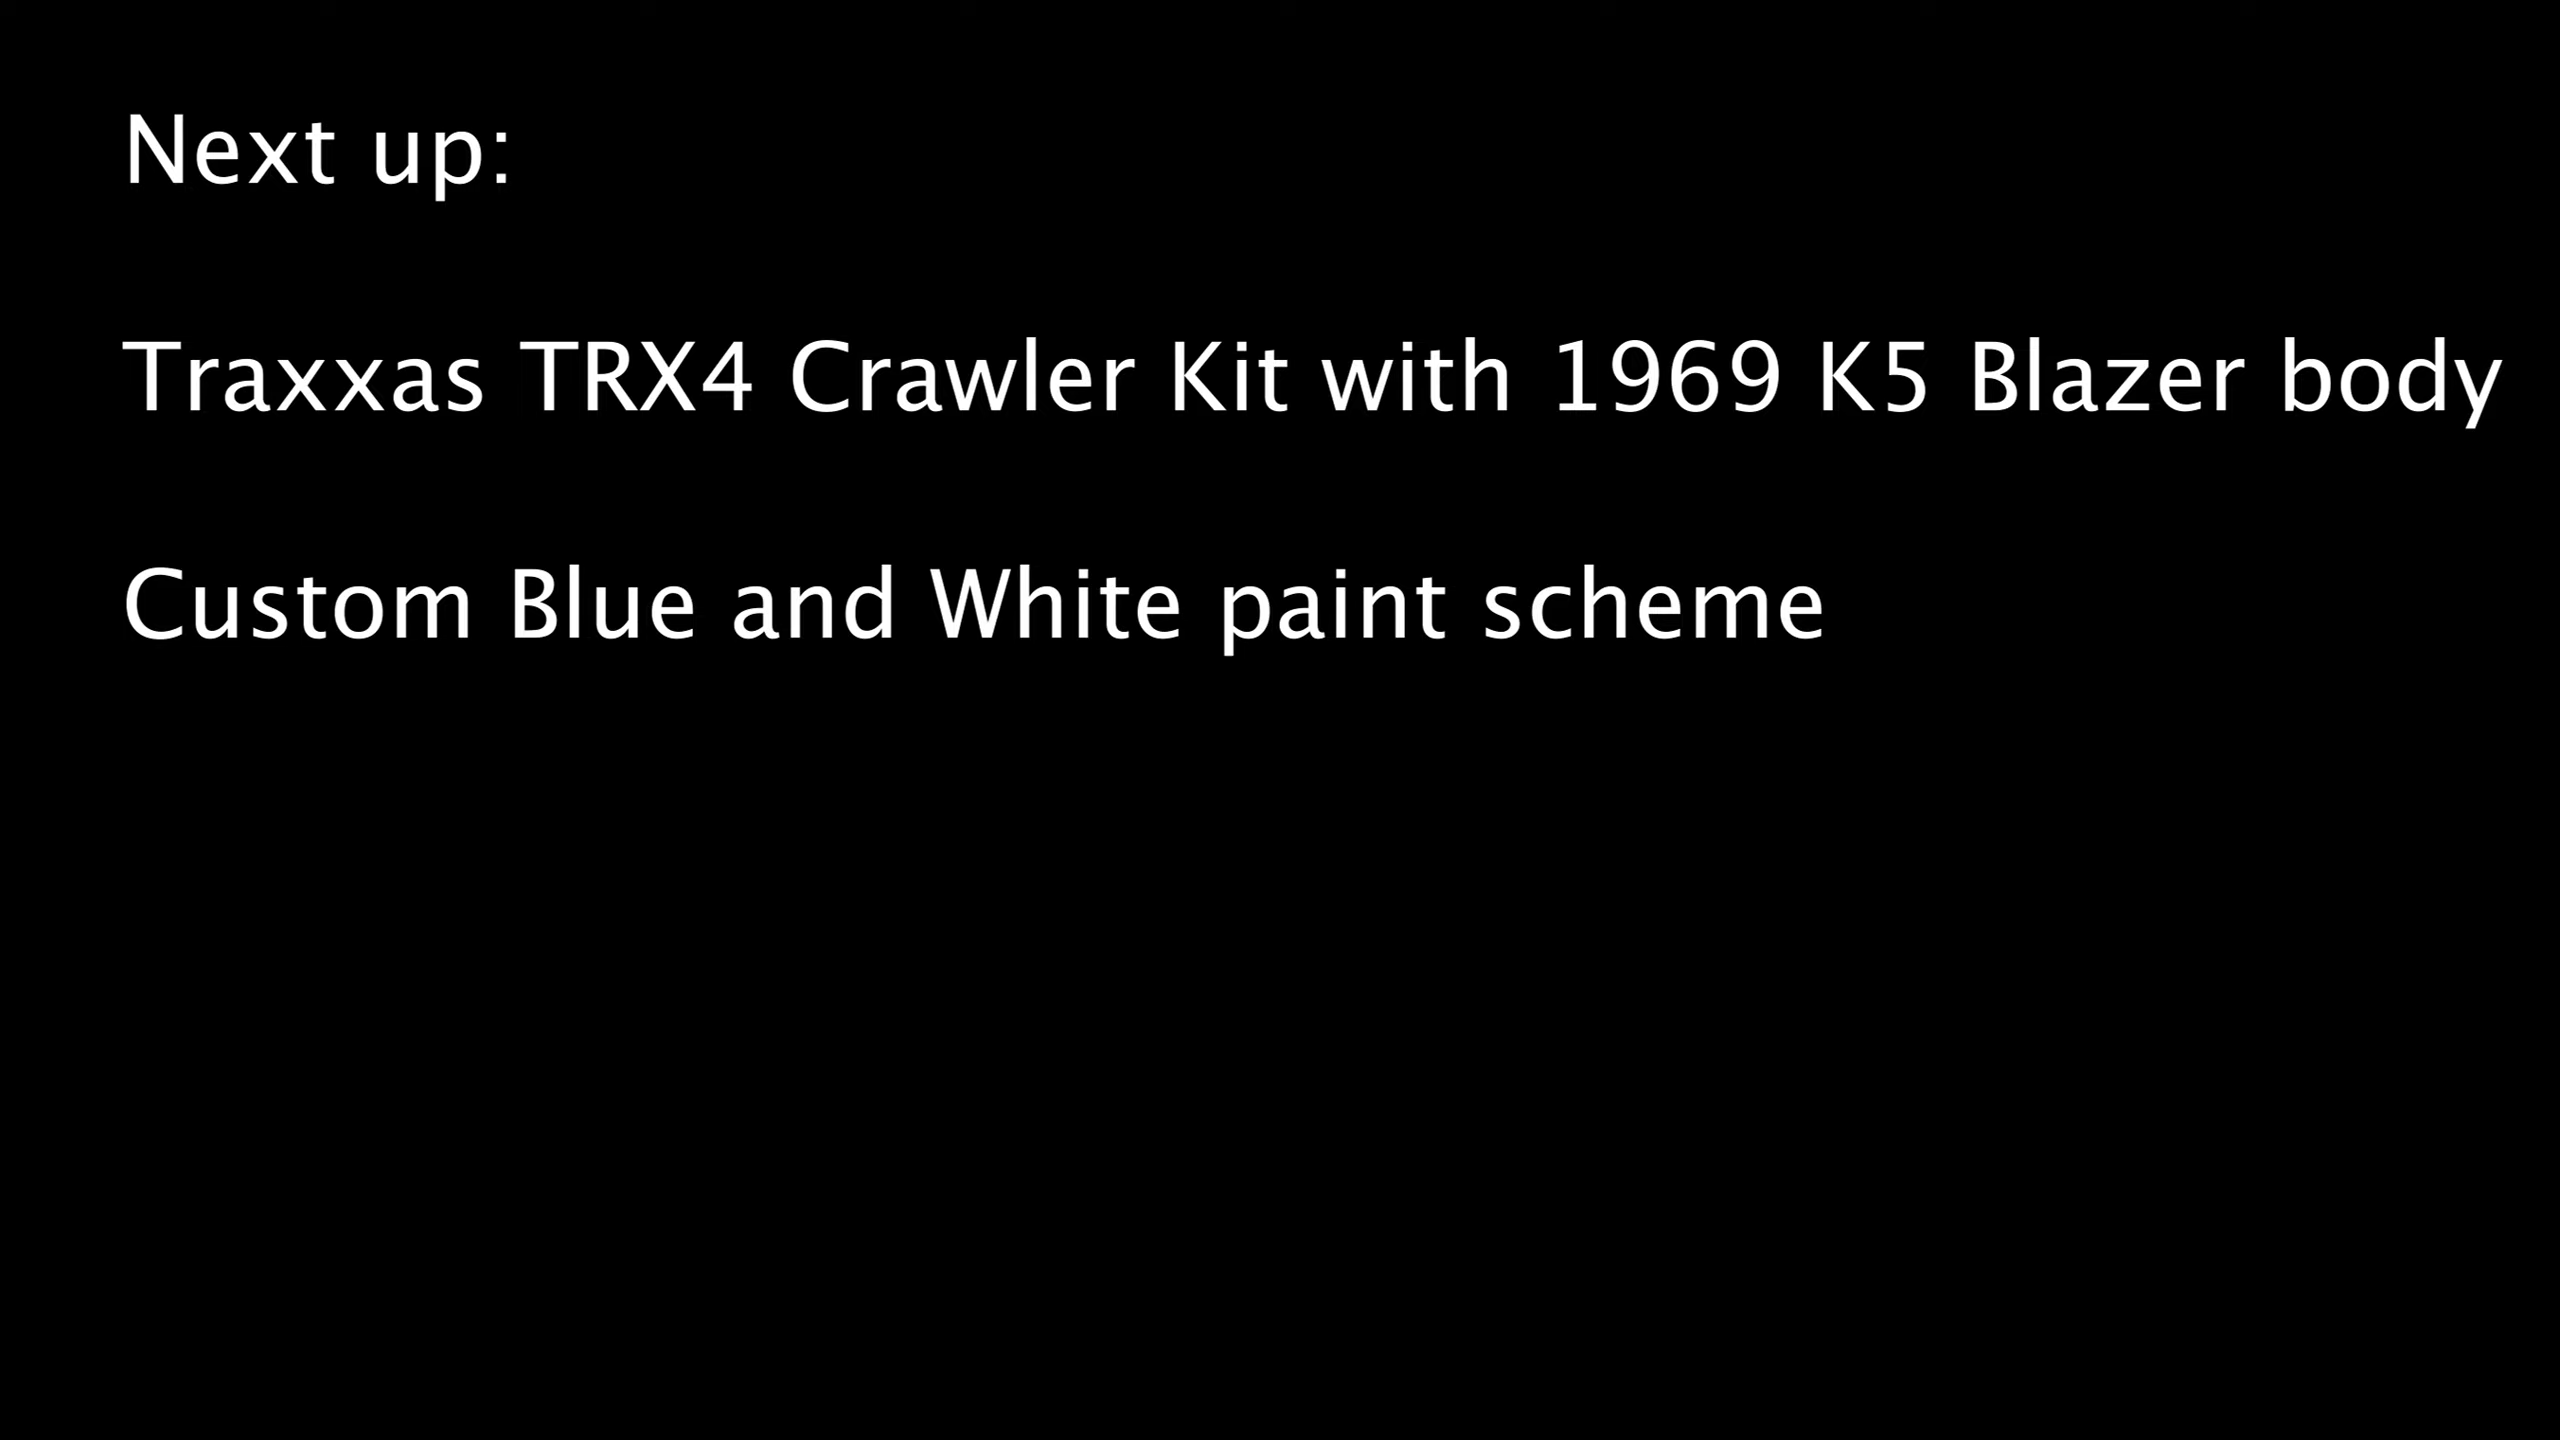 Next up:
Traxxas TRX4 Crawler Kit with 1969 K5 Blazer body
Custom Blue and White paint scheme